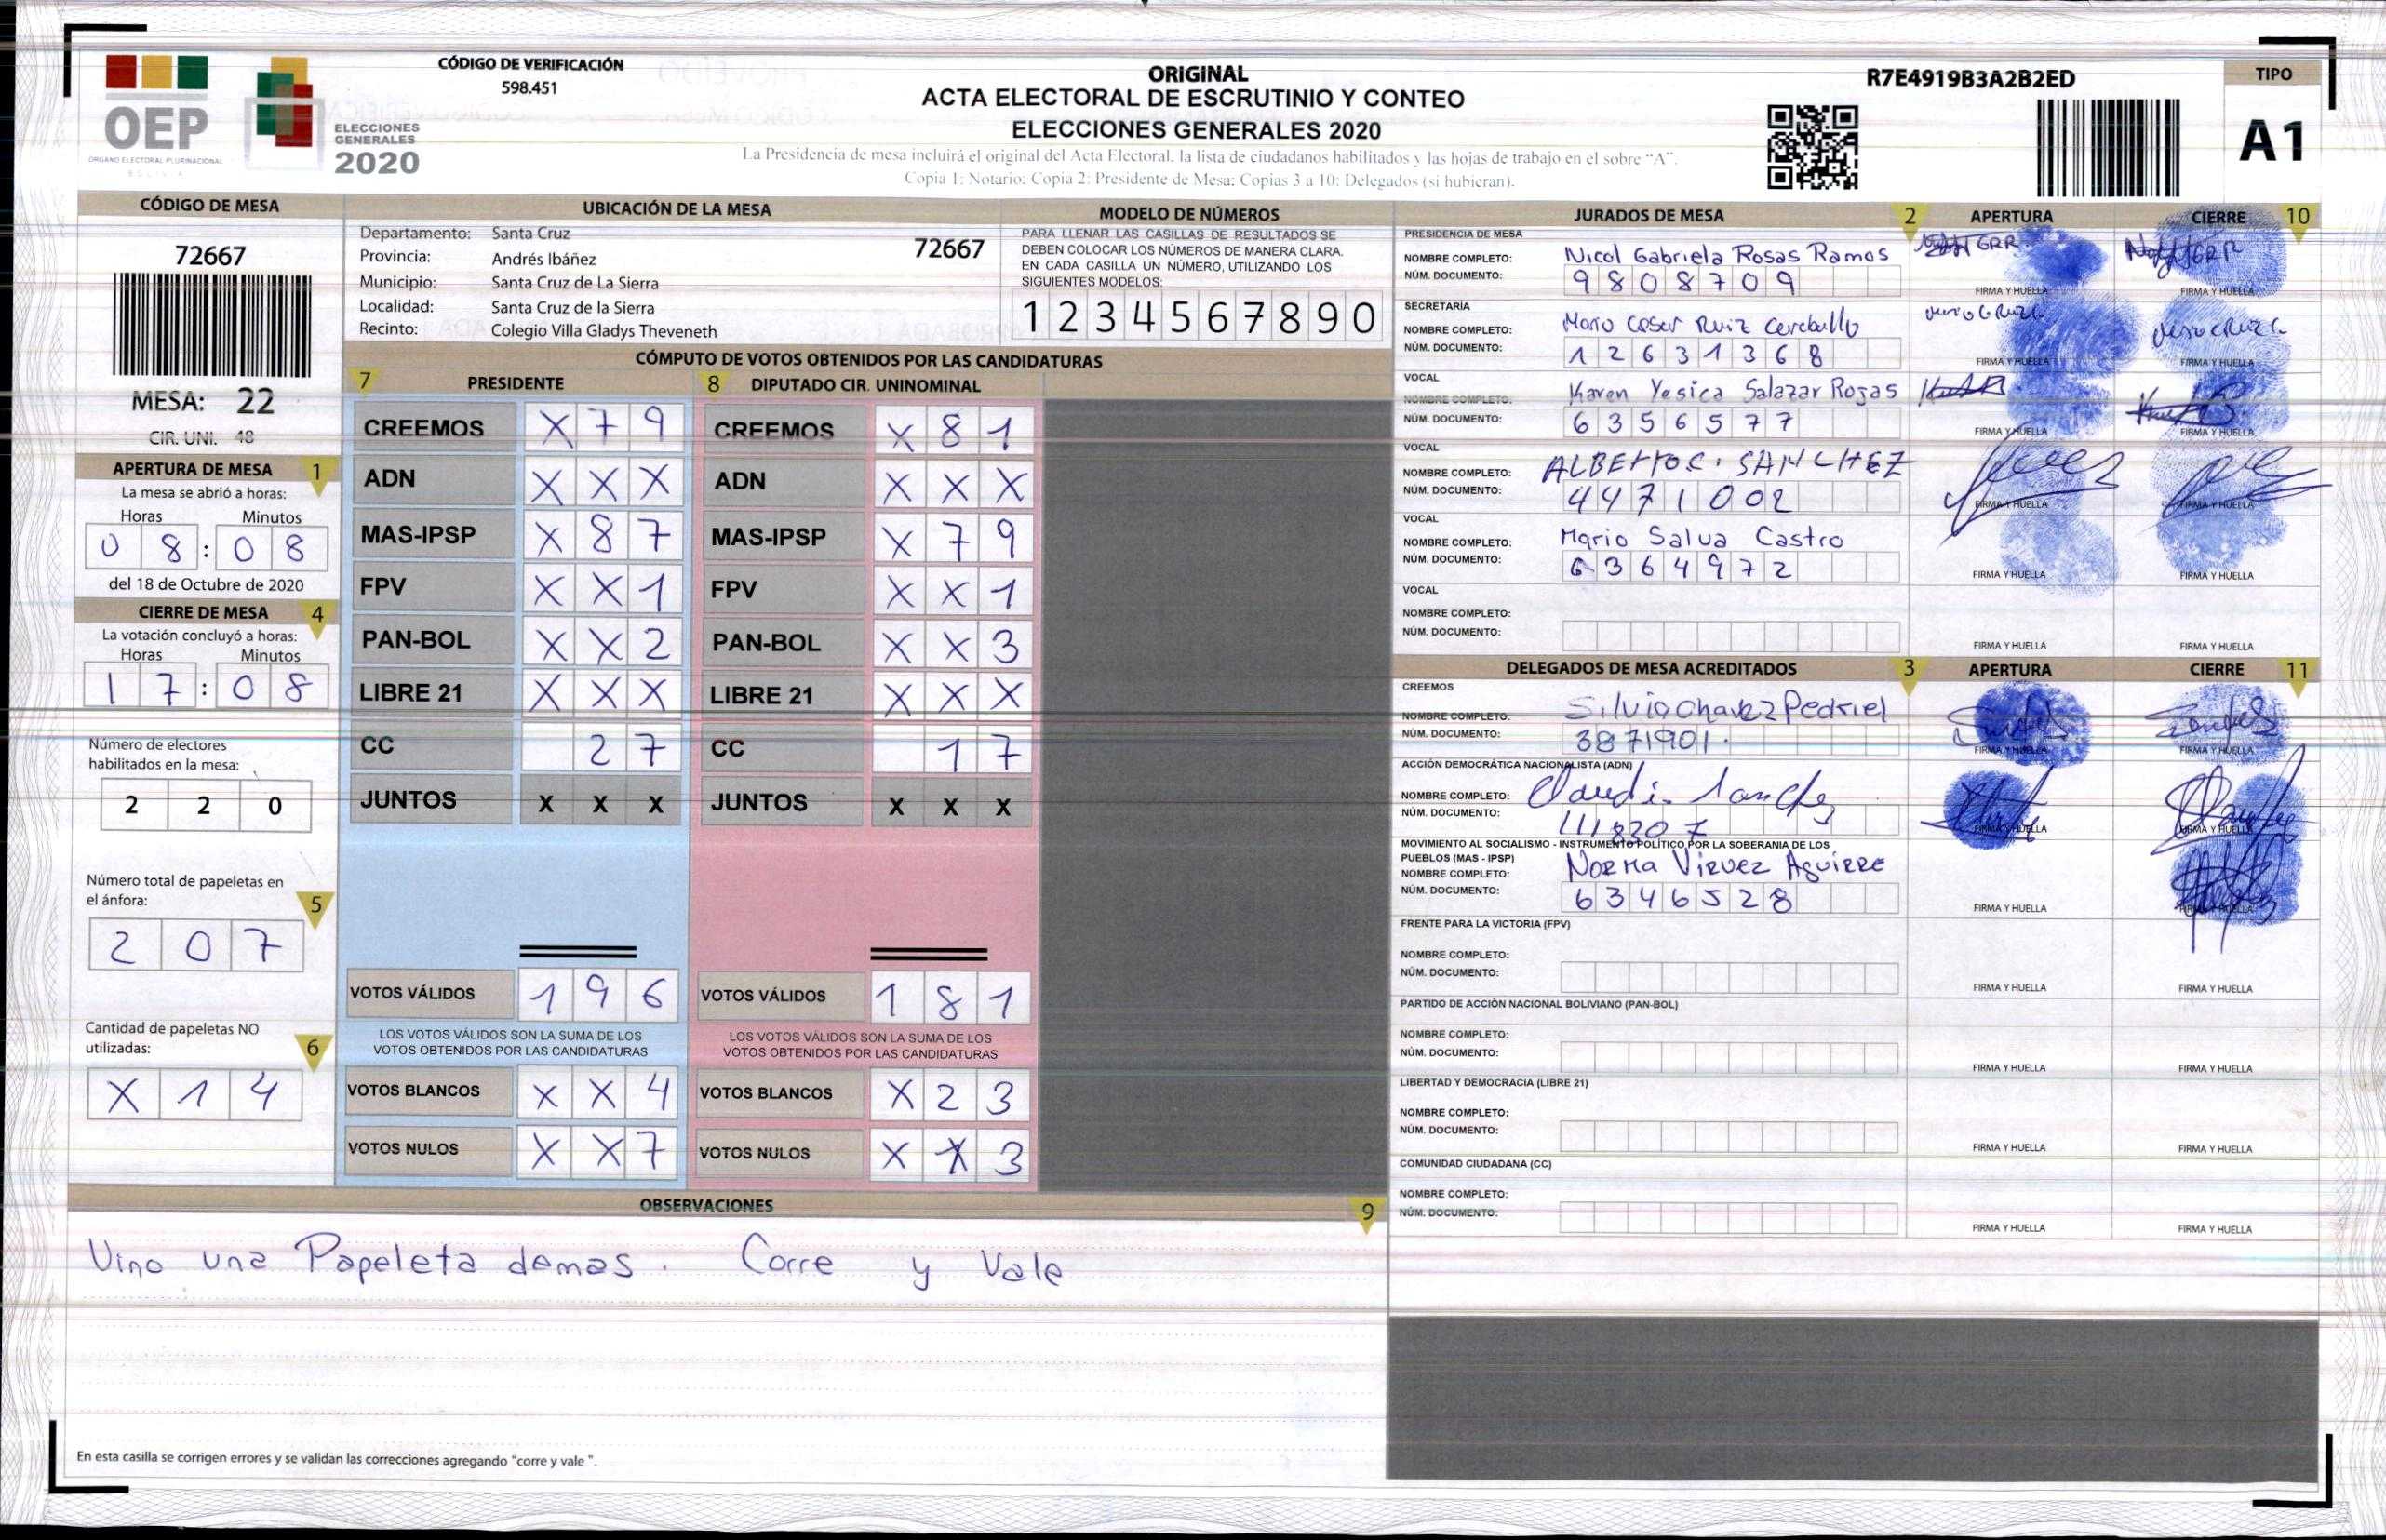 OEP
ORGANO ELECTORAL PLURINACIONAL
BOLIVIA
ELECCIONES
GENERALES
2020
CÓDIGO DE VERIFICACIÓN
598.451
ORIGINAL
ACTA ELECTORAL DE ESCRUTINIO Y CONTEO
ELECCIONES GENERALES 2020
La Presidencia de mesa incluirá el original del Acta Electoral, la lista de ciudadanos habilitados y las hojas de trabajo en el sobre "A".
Copia 1: Notario; Copia 2: Presidente de Mesa; Copias 3 a 10: Delegados (si hubieran).
R7E4919B3A2B2ED
TIPO
A1
CÓDIGO DE MESA
72667
MESA: 22
CIR. UNI. 48
APERTURA DE MESA 1
La mesa se abrió a horas:
Horas Minutos
0 8 : 0 8
del 18 de Octubre de 2020
CIERRE DE MESA 4
La votación concluyó a horas:
Horas Minutos
1 7 : 0 8
Número de electores
habilitados en la mesa:
2 2 0
Número total de papeletas en
el ánfora: 5
2 0 7
Cantidad de papeletas NO
utilizadas: 6
X 1 4
UBICACIÓN DE LA MESA
Departamento: Santa Cruz
72667
Provincia: Andrés Ibáñez
Municipio: Santa Cruz de La Sierra
Localidad: Santa Cruz de la Sierra
Recinto: Colegio Villa Gladys Theveneth
MODELO DE NÚMEROS
PARA LLENAR LAS CASILLAS DE RESULTADOS SE
DEBEN COLOCAR LOS NÚMEROS DE MANERA CLARA.
EN CADA CASILLA UN NÚMERO, UTILIZANDO LOS
SIGUIENTES MODELOS:
1 2 3 4 5 6 7 8 9 0
CÓMPUTO DE VOTOS OBTENIDOS POR LAS CANDIDATURAS
7 PRESIDENTE 8 DIPUTADO CIR. UNINOMINAL
CREEMOS X 7 9 CREEMOS X 8 1
ADN X X X ADN X X X
MAS-IPSP X 8 7 MAS-IPSP X 7 9
FPV X X 1 FPV X X 1
PAN-BOL X X 2 PAN-BOL X X 3
LIBRE 21 X X X LIBRE 21 X X X
CC 2 7 CC 1 7
JUNTOS X X X JUNTOS X X X
VOTOS VÁLIDOS 1 9 6 VOTOS VÁLIDOS 1 8 1
LOS VOTOS VÁLIDOS SON LA SUMA DE LOS
VOTOS OBTENIDOS POR LAS CANDIDATURAS
LOS VOTOS VÁLIDOS SON LA SUMA DE LOS
VOTOS OBTENIDOS POR LAS CANDIDATURAS
VOTOS BLANCOS X X 4 VOTOS BLANCOS X 2 3
VOTOS NULOS X X 7 VOTOS NULOS X X 3
OBSERVACIONES 9
Vino una Papeleta demas. Corre y Vale
En esta casilla se corrigen errores y se validan las correcciones agregando "corre y vale ".
JURADOS DE MESA 2 APERTURA CIERRE 10
PRESIDENCIA DE MESA
NOMBRE COMPLETO: Nicol Gabriela Rosas Ramos
NÚM. DOCUMENTO: 9 8 0 8 7 0 9
FIRMA Y HUELLA FIRMA Y HUELLA
SECRETARÍA
NOMBRE COMPLETO: Mario Cesar Ruiz Carballo
NÚM. DOCUMENTO: 1 2 6 3 1 3 6 8
FIRMA Y HUELLA FIRMA Y HUELLA
VOCAL
NOMBRE COMPLETO: Karen Yesica Salazar Rojas
NÚM. DOCUMENTO: 6 3 5 6 5 7 7
FIRMA Y HUELLA FIRMA Y HUELLA
VOCAL
NOMBRE COMPLETO: ALBERTO C. SANCHEZ
NÚM. DOCUMENTO: 4 4 7 1 0 0 2
FIRMA Y HUELLA FIRMA Y HUELLA
VOCAL
NOMBRE COMPLETO: Mario Salva Castro
NÚM. DOCUMENTO: 6 3 6 4 9 7 2
FIRMA Y HUELLA FIRMA Y HUELLA
VOCAL
NOMBRE COMPLETO:
NÚM. DOCUMENTO:
FIRMA Y HUELLA FIRMA Y HUELLA
DELEGADOS DE MESA ACREDITADOS 3 APERTURA CIERRE 11
CREEMOS
NOMBRE COMPLETO: Silvia Chavez Pedriel
NÚM. DOCUMENTO: 3871901.
FIRMA Y HUELLA FIRMA Y HUELLA
ACCIÓN DEMOCRÁTICA NACIONALISTA (ADN)
NOMBRE COMPLETO: Claudia Sanchez
NÚM. DOCUMENTO: 1118207
FIRMA Y HUELLA FIRMA Y HUELLA
MOVIMIENTO AL SOCIALISMO - INSTRUMENTO POLÍTICO POR LA SOBERANIA DE LOS
PUEBLOS (MAS - IPSP)
NOMBRE COMPLETO: Norma Virvez Aguirre
NÚM. DOCUMENTO: 6 3 4 6 5 2 8
FIRMA Y HUELLA FIRMA Y HUELLA
FRENTE PARA LA VICTORIA (FPV)
NOMBRE COMPLETO:
NÚM. DOCUMENTO:
FIRMA Y HUELLA FIRMA Y HUELLA
PARTIDO DE ACCIÓN NACIONAL BOLIVIANO (PAN-BOL)
NOMBRE COMPLETO:
NÚM. DOCUMENTO:
FIRMA Y HUELLA FIRMA Y HUELLA
LIBERTAD Y DEMOCRACIA (LIBRE 21)
NOMBRE COMPLETO:
NÚM. DOCUMENTO:
FIRMA Y HUELLA FIRMA Y HUELLA
COMUNIDAD CIUDADANA (CC)
NOMBRE COMPLETO:
NÚM. DOCUMENTO:
FIRMA Y HUELLA FIRMA Y HUELLA